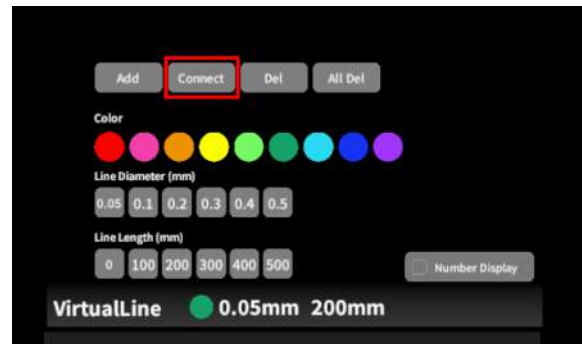 Add Connect Del All Del
Color
Line Diameter (mm)
0.05 0.1 0.2 0.3 0.4 0.5
Line Length (mm)
0 100 200 300 400 500
Number Display
VirtualLine 0.05mm 200mm